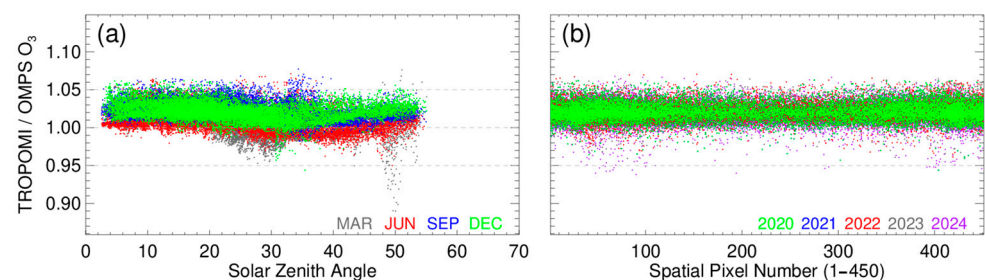 (a)
(b)
TROPOMI / OMPS O3
1.10
1.05
1.00
0.95
0.90
MAR JUN SEP DEC
2020 2021 2022 2023 2024
0 10 20 30 40 50 60 70
100 200 300 400
Solar Zenith Angle
Spatial Pixel Number (1−450)